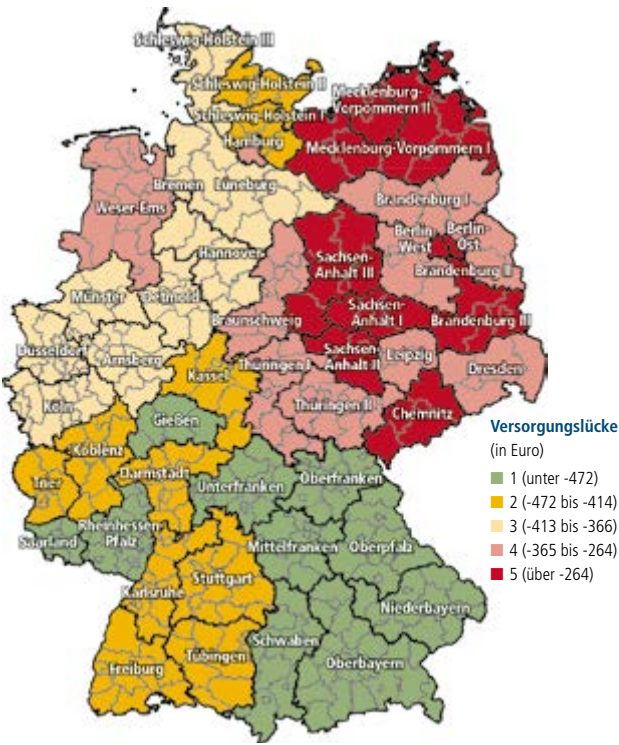 Schleswig-Holstein III
Schleswig-Holstein II
Mecklenburg-
Vorpommern II
Schleswig-Holstein I
Hamburg
Mecklenburg-Vorpommern I
Bremen
Lüneburg
Brandenburg I
Weser-Ems
Berlin-
West
Berlin-
Ost
Hannover
Sachsen-
Anhalt III
Brandenburg II
Münster
Detmold
Braunschweig
Sachsen-
Anhalt I
Brandenburg III
Düsseldorf
Arnsberg
Kassel
Thüringen I
Sachsen-
Anhalt II
Leipzig
Dresden
Köln
Gießen
Thüringen II
Chemnitz
Koblenz
Trier
Darmstadt
Unterfranken
Oberfranken
Saarland
Rheinhessen-
Pfalz
Mittelfranken
Oberpfalz
Stuttgart
Karlsruhe
Niederbayern
Schwaben
Tübingen
Freiburg
Oberbayern
Versorgungslücke
(in Euro)
1 (unter -472)
2 (-472 bis -414)
3 (-413 bis -366)
4 (-365 bis -264)
5 (über -264)